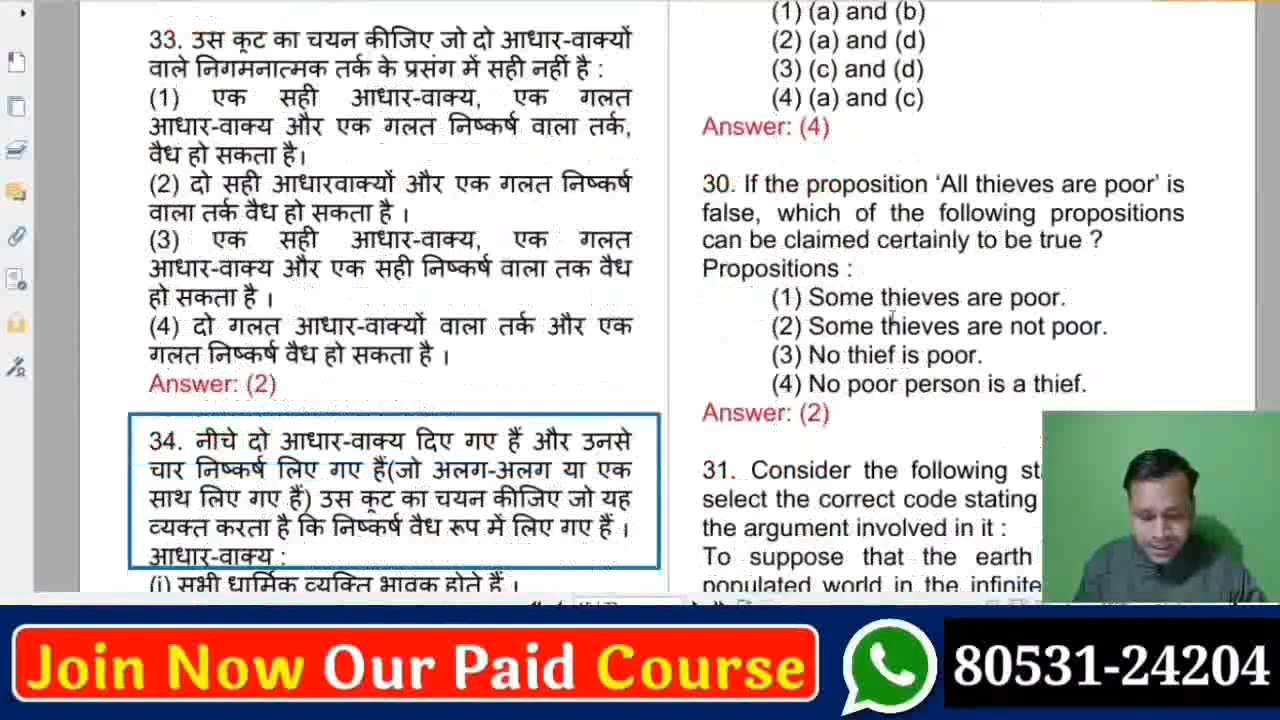 33. उस कूट का चयन कीजिए जो दो आधार-वाक्यों
वाले निगमनात्मक तर्क के प्रसंग में सही नहीं है :
(1) एक सही आधार-वाक्य, एक गलत
आधार-वाक्य और एक गलत निष्कर्ष वाला तर्क,
वैध हो सकता है।
(2) दो सही आधारवाक्यों और एक गलत निष्कर्ष
वाला तर्क वैध हो सकता है ।
(3) एक सही आधार-वाक्य, एक गलत
आधार-वाक्य और एक सही निष्कर्ष वाला तक वैध
हो सकता है ।
(4) दो गलत आधार-वाक्यों वाला तर्क और एक
गलत निष्कर्ष वैध हो सकता है ।
Answer: (2)
34. नीचे दो आधार-वाक्य दिए गए हैं और उनसे
चार निष्कर्ष लिए गए हैं(जो अलग-अलग या एक
साथ लिए गए हैं) उस कूट का चयन कीजिए जो यह
व्यक्त करता है कि निष्कर्ष वैध रूप में लिए गए हैं ।
आधार-वाक्य :
(i) सभी धार्मिक व्यक्ति भावक होते हैं ।
(1) (a) and (b)
(2) (a) and (d)
(3) (c) and (d)
(4) (a) and (c)
Answer: (4)
30. If the proposition ‘All thieves are poor’ is
false, which of the following propositions
can be claimed certainly to be true ?
Propositions :
(1) Some thieves are poor.
(2) Some thieves are not poor.
(3) No thief is poor.
(4) No poor person is a thief.
Answer: (2)
31. Consider the following
select the correct code stating
the argument involved in it :
To suppose that the earth
populated world in the infinite
Join Now Our Paid Course
80531-24204